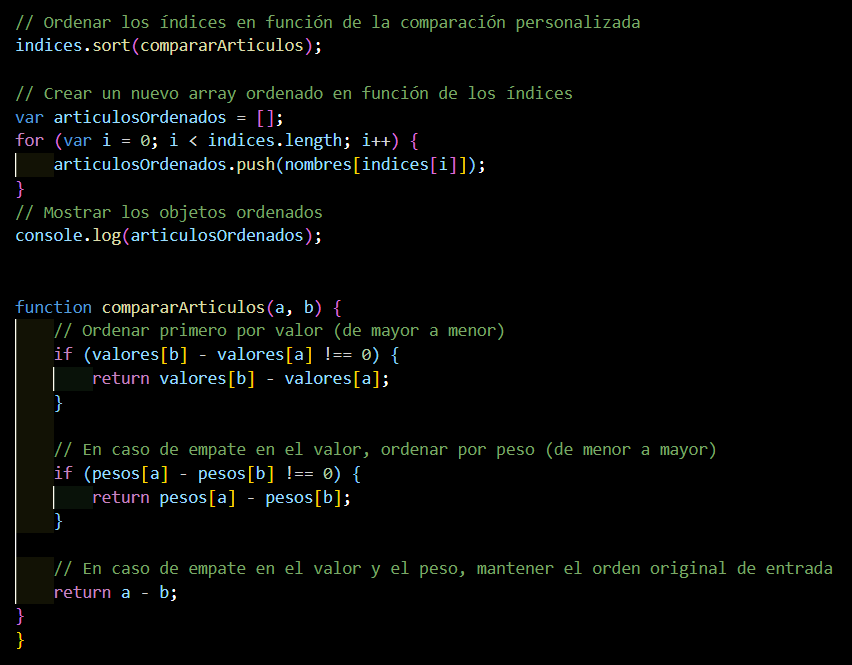 // Ordenar los índices en función de la comparación personalizada
indices.sort(compararArticulos);

// Crear un nuevo array ordenado en función de los índices
var articulosOrdenados = [];
for (var i = 0; i < indices.length; i++) {
    articulosOrdenados.push(nombres[indices[i]]);
}
// Mostrar los objetos ordenados
console.log(articulosOrdenados);


function compararArticulos(a, b) {
    // Ordenar primero por valor (de mayor a menor)
    if (valores[b] - valores[a] !== 0) {
        return valores[b] - valores[a];
    }

    // En caso de empate en el valor, ordenar por peso (de menor a mayor)
    if (pesos[a] - pesos[b] !== 0) {
        return pesos[a] - pesos[b];
    }

    // En caso de empate en el valor y el peso, mantener el orden original de entrada
    return a - b;
}
}